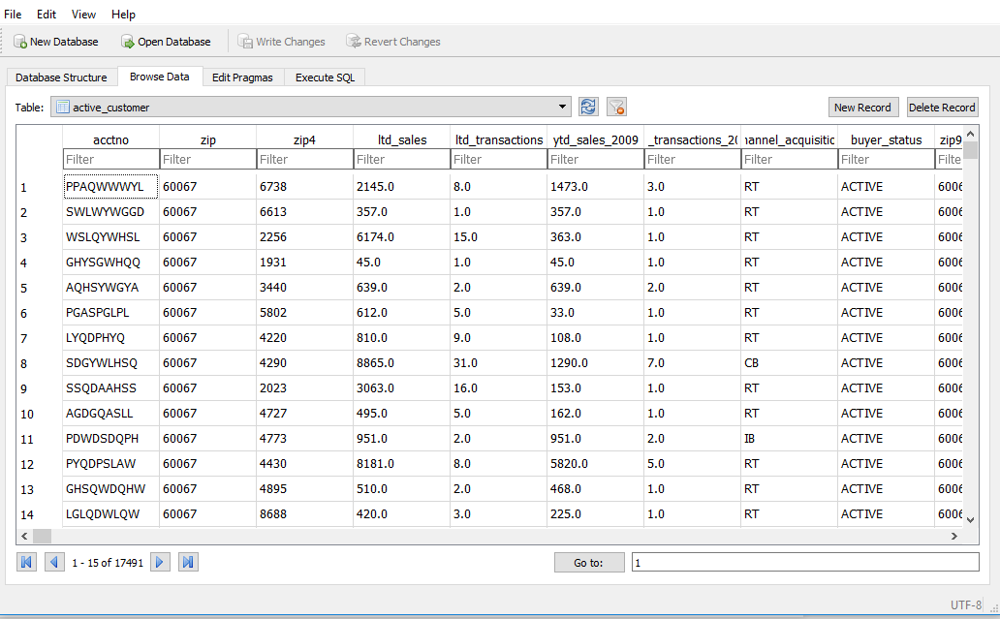 File Edit View Help
New Database Open Database Write Changes Revert Changes
Database Structure Browse Data Edit Pragmas Execute SQL
Table: active_customer New Record Delete Record
acctno zip zip4 ltd_sales ltd_transactions ytd_sales_2009 _transactions_20 hannel_acquisitic buyer_status zip9
Filter Filter Filter Filter Filter Filter Filter Filter Filter Filte
1 PPAQWWWYL 60067 6738 2145.0 8.0 1473.0 3.0 RT ACTIVE 6006
2 SWLWYWGGD 60067 6613 357.0 1.0 357.0 1.0 RT ACTIVE 6006
3 WSLQYWHSL 60067 2256 6174.0 15.0 363.0 1.0 RT ACTIVE 6006
4 GHYSGWHQQ 60067 1931 45.0 1.0 45.0 1.0 RT ACTIVE 6006
5 AQHSYWGYA 60067 3440 639.0 2.0 639.0 2.0 RT ACTIVE 6006
6 PGASPGLPL 60067 5802 612.0 5.0 33.0 1.0 RT ACTIVE 6006
7 LYQDPHYQ 60067 4220 810.0 9.0 108.0 1.0 RT ACTIVE 6006
8 SDGYWLHSQ 60067 4290 8865.0 31.0 1290.0 7.0 CB ACTIVE 6006
9 SSQDAAHSS 60067 2023 3063.0 16.0 153.0 1.0 RT ACTIVE 6006
10 AGDGQASLL 60067 4727 495.0 5.0 162.0 1.0 RT ACTIVE 6006
11 PDWDSDQPH 60067 4773 951.0 2.0 951.0 2.0 IB ACTIVE 6006
12 PYQDPSLAW 60067 4430 8181.0 8.0 5820.0 5.0 RT ACTIVE 6006
13 GHSQWDQHW 60067 4895 510.0 2.0 468.0 1.0 RT ACTIVE 6006
14 LGLQDWLQW 60067 8688 420.0 3.0 225.0 1.0 RT ACTIVE 6006
1 - 15 of 17491 Go to: 1
UTF-8